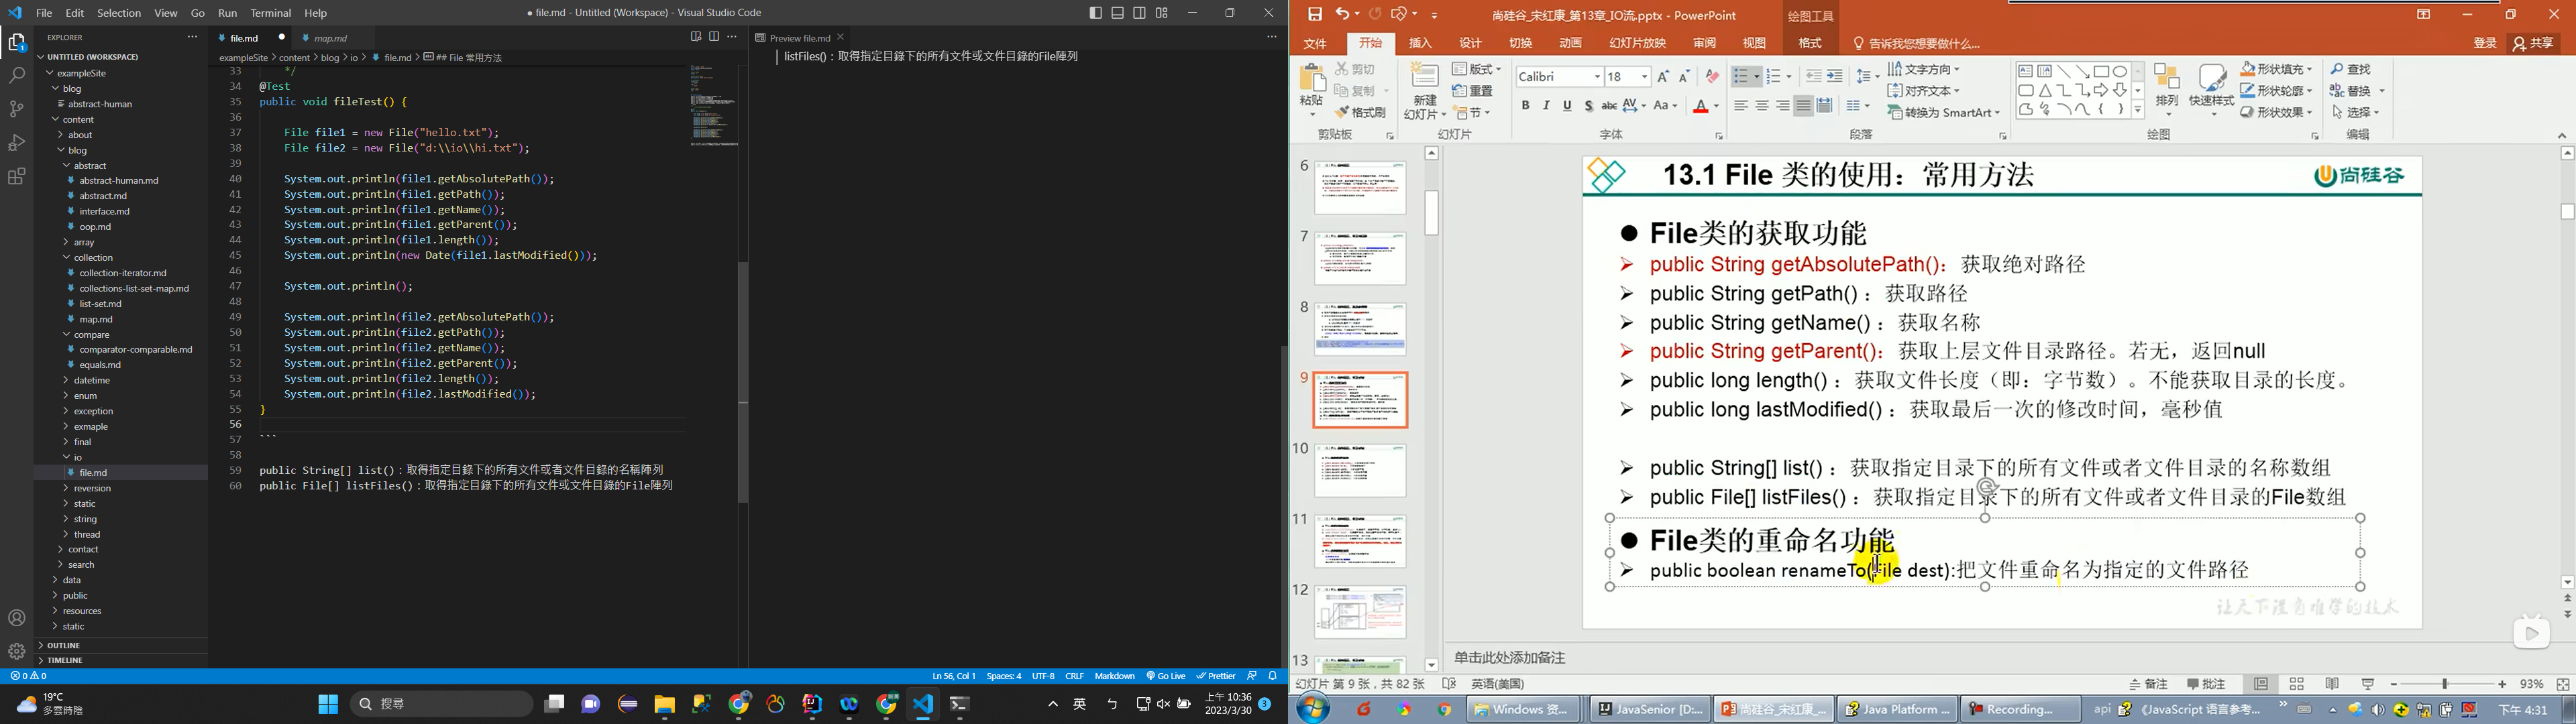 File Edit Selection View Go Run Terminal Help
● file.md - Untitled (Workspace) - Visual Studio Code
EXPLORER
UNTITLED (WORKSPACE)
exampleSite
blog
abstract-human
content
about
blog
abstract
abstract-human.md
abstract.md
interface.md
oop.md
array
collection
collection-iterator.md
collections-list-set-map.md
list-set.md
map.md
compare
comparator-comparable.md
equals.md
datetime
enum
exception
exmaple
final
io
file.md
reversion
static
string
thread
contact
search
data
public
resources
static
OUTLINE
TIMELINE
file.md ● map.md
exampleSite > content > blog > io > file.md > ## File 常用方法
33 */
34 @Test
35 public void fileTest() {
36
37 File file1 = new File("hello.txt");
38 File file2 = new File("d:\\io\\hi.txt");
39
40 System.out.println(file1.getAbsolutePath());
41 System.out.println(file1.getPath());
42 System.out.println(file1.getName());
43 System.out.println(file1.getParent());
44 System.out.println(file1.length());
45 System.out.println(new Date(file1.lastModified()));
46
47 System.out.println();
48
49 System.out.println(file2.getAbsolutePath());
50 System.out.println(file2.getPath());
51 System.out.println(file2.getName());
52 System.out.println(file2.getParent());
53 System.out.println(file2.length());
54 System.out.println(file2.lastModified());
55 }
56
57 ```
58
59 public String[] list()：取得指定目錄下的所有文件或者文件目錄的名稱陣列
60 public File[] listFiles()：取得指定目錄下的所有文件或文件目錄的File陣列
Preview file.md
listFiles()：取得指定目錄下的所有文件或文件目錄的File陣列
0 0
Ln 56, Col 1 Spaces: 4 UTF-8 CRLF Markdown Go Live Prettier
19°C
多雲時陰
搜尋
英 ㄅ
上午 10:36
2023/3/30
3
尚硅谷_宋红康_第13章_IO流.pptx - PowerPoint
绘图工具
文件 开始 插入 设计 切换 动画 幻灯片放映 审阅 视图 格式 告诉我您想要做什么...
登录 共享
粘贴 剪切
复制
格式刷
剪贴板
新建
幻灯片
版式
重置
节
幻灯片
Calibri 18
B I U S abc AV Aa A
字体
文字方向
对齐文本
转换为 SmartArt
段落
排列 快速样式
形状填充
形状轮廓
形状效果
绘图
查找
替换
选择
编辑
6
7
8
9
10
11
12
13
13.1 File 类的使用：常用方法
尚硅谷
● File类的获取功能
➢ public String getAbsolutePath()：获取绝对路径
➢ public String getPath()：获取路径
➢ public String getName()：获取名称
➢ public String getParent()：获取上层文件目录路径。若无，返回null
➢ public long length()：获取文件长度（即：字节数）。不能获取目录的长度。
➢ public long lastModified()：获取最后一次的修改时间，毫秒值
➢ public String[] list()：获取指定目录下的所有文件或者文件目录的名称数组
➢ public File[] listFiles()：获取指定目录下的所有文件或者文件目录的File数组
● File类的重命名功能
➢ public boolean renameTo(File dest):把文件重命名为指定的文件路径
让天下没有难学的技术
单击此处添加备注
幻灯片 第 9 张，共 82 张 英语(美国)
备注 批注 93%
Windows 资... JavaSenior [D:... 尚硅谷_宋红康_... Java Platform ... Recording...
api 《JavaScript 语言参考...
下午 4:31